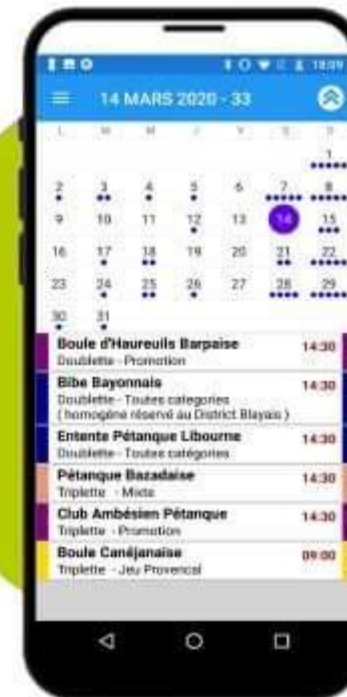 18:09
14 MARS 2020 - 33
L M M J V S D
1
2 3 4 5 6 7 8
9 10 11 12 13 14 15
16 17 18 19 20 21 22
23 24 25 26 27 28 29
30 31
Boule d'Haureuils Barpaise 14:30
Doublette - Promotion
Bibe Bayonnais 14:30
Doublette - Toutes categories
( homogène réservé au District Blayais )
Entente Pétanque Libourne 14:30
Doublette - Toutes catégories
Pétanque Bazadaise 14:30
Triplette - Mixte
Club Ambésien Pétanque 14:30
Triplette - Promotion
Boule Canéjanaise 09:00
Triplette - Jeu Provencal